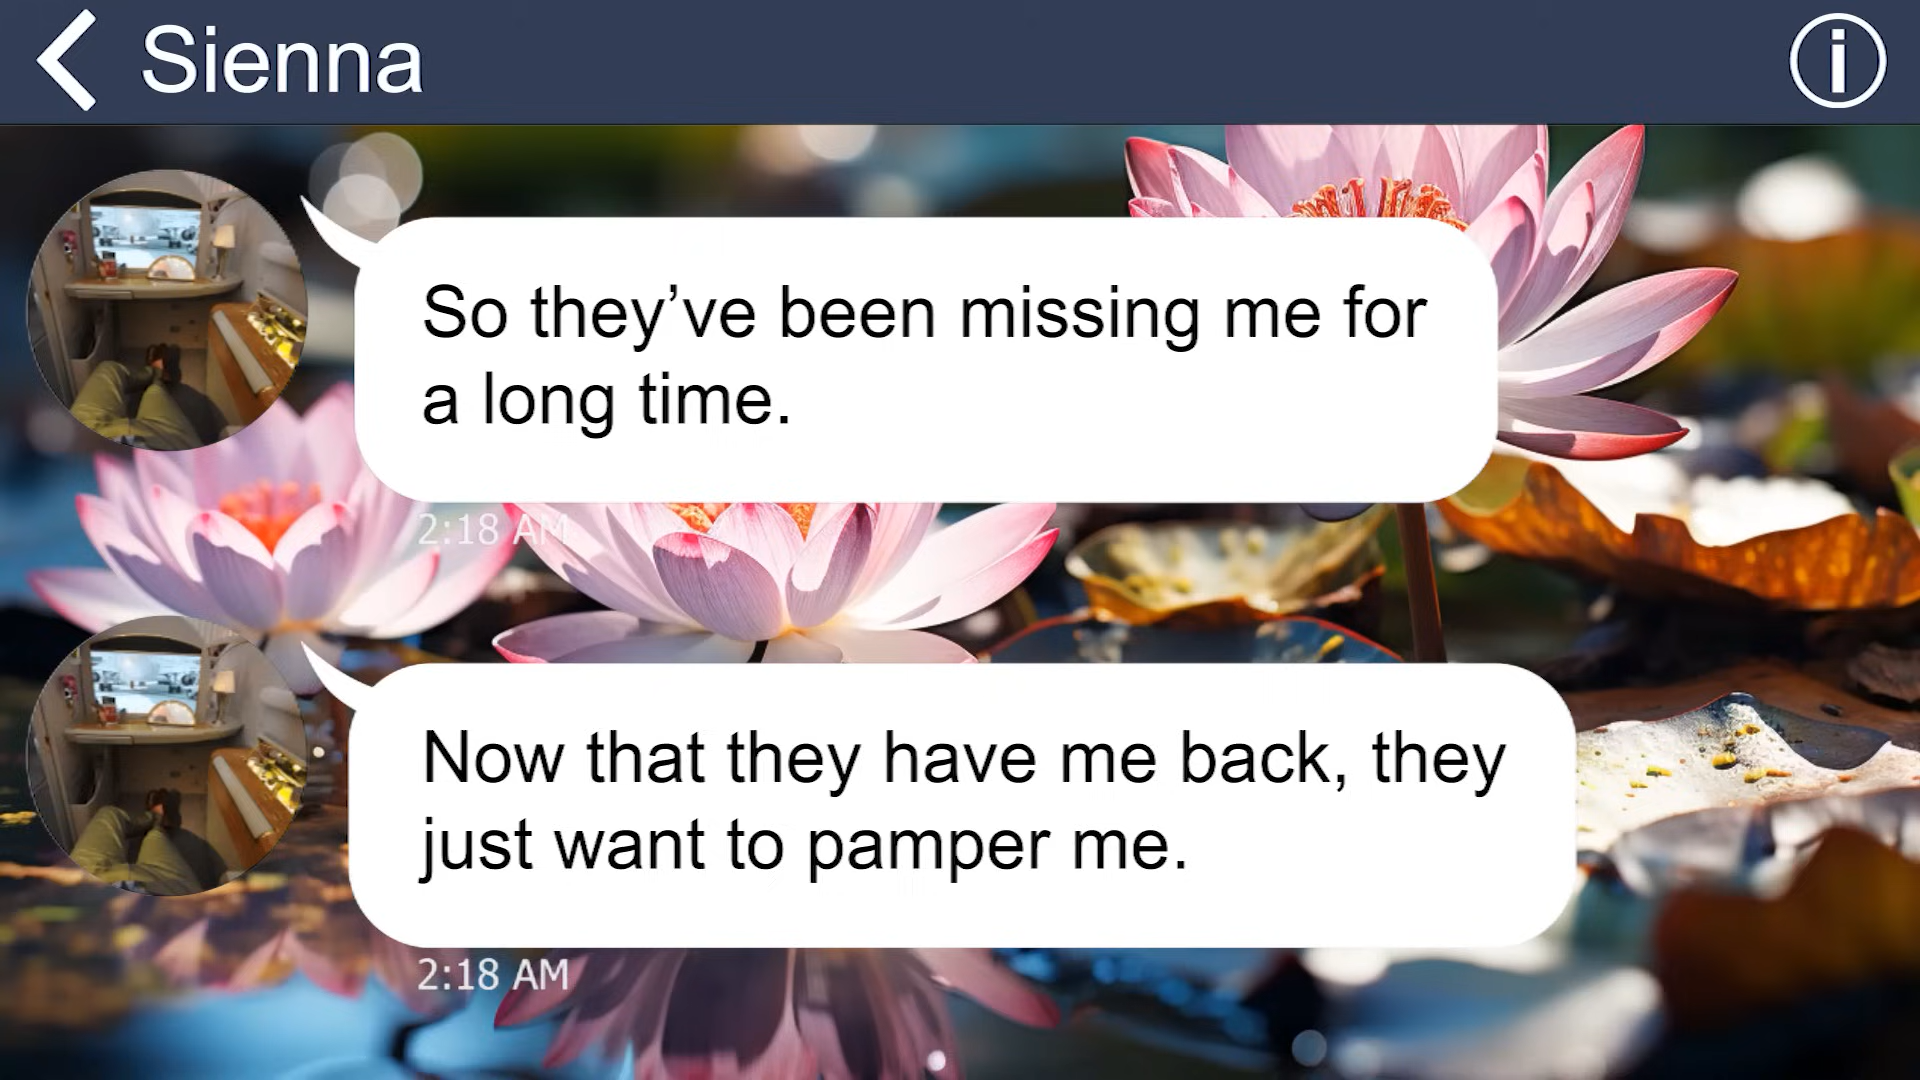 Sienna
So they’ve been missing me for
a long time.
2:18 AM
Now that they have me back, they
just want to pamper me.
2:18 AM